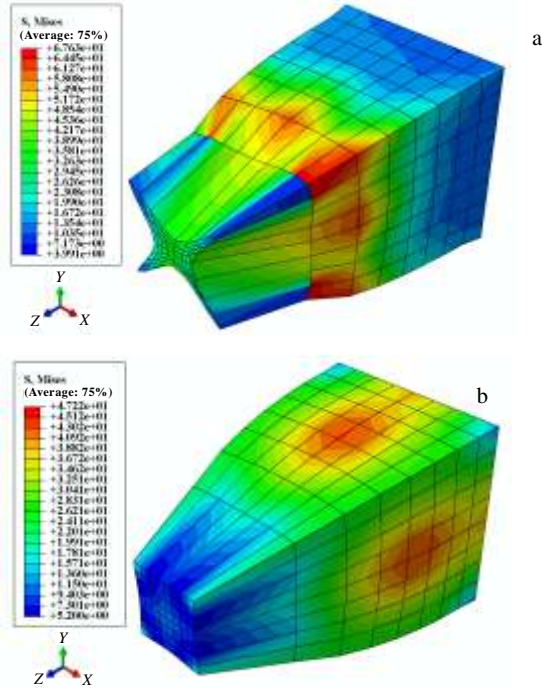 a
S, Mises
(Average: 75%)
+6.763e+01
+6.445e+01
+6.127e+01
+5.808e+01
+5.490e+01
+5.172e+01
+4.854e+01
+4.536e+01
+4.217e+01
+3.899e+01
+3.581e+01
+3.263e+01
+2.945e+01
+2.626e+01
+2.308e+01
+1.990e+01
+1.672e+01
+1.354e+01
+1.035e+01
+7.173e+00
+3.991e+00
Y
Z X
b
S, Mises
(Average: 75%)
+4.722e+01
+4.512e+01
+4.302e+01
+4.092e+01
+3.882e+01
+3.672e+01
+3.462e+01
+3.251e+01
+3.041e+01
+2.831e+01
+2.621e+01
+2.411e+01
+2.201e+01
+1.991e+01
+1.781e+01
+1.571e+01
+1.360e+01
+1.150e+01
+9.403e+00
+7.301e+00
+5.200e+00
Y
Z X